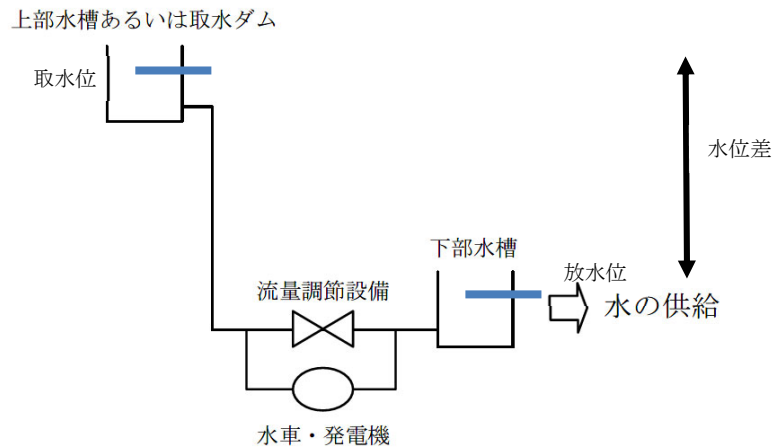 上部水槽あるいは取水ダム
取水位
水位差
下部水槽
放水位
流量調節設備
水の供給
水車・発電機